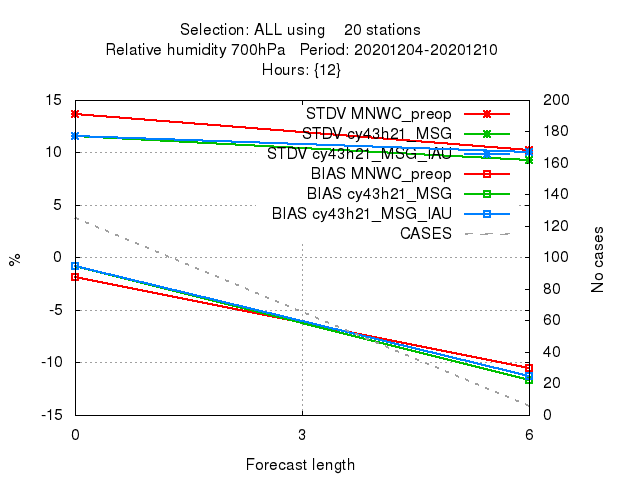 Selection: ALL using 20 stations
Relative humidity 700hPa Period: 20201204-20201210
Hours: {12}
15
10
5
0
-5
-10
-15
%
200
180
160
140
120
100
80
60
40
20
0
No cases
STDV MNWC_preop
STDV cy43h21_MSG
STDV cy43h21_MSG_IAU
BIAS MNWC_preop
BIAS cy43h21_MSG
BIAS cy43h21_MSG_IAU
CASES
0 3 6
Forecast length